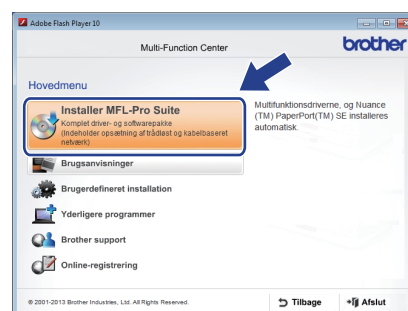 Adobe Flash Player 10
Multi-Function Center
brother
Hovedmenu
Installer MFL-Pro Suite
Komplet driver- og softwarepakke
(Indeholder opsætning af trådløst og kabelbaseret
netværk)
Multifunktionsdriverne, og Nuance
(TM) PaperPort(TM) SE installeres
automatisk.
Brugsanvisninger
Brugerdefineret installation
Yderligere programmer
Brother support
Online-registrering
© 2001-2013 Brother Industries, Ltd. All Rights Reserved.
Tilbage
Afslut